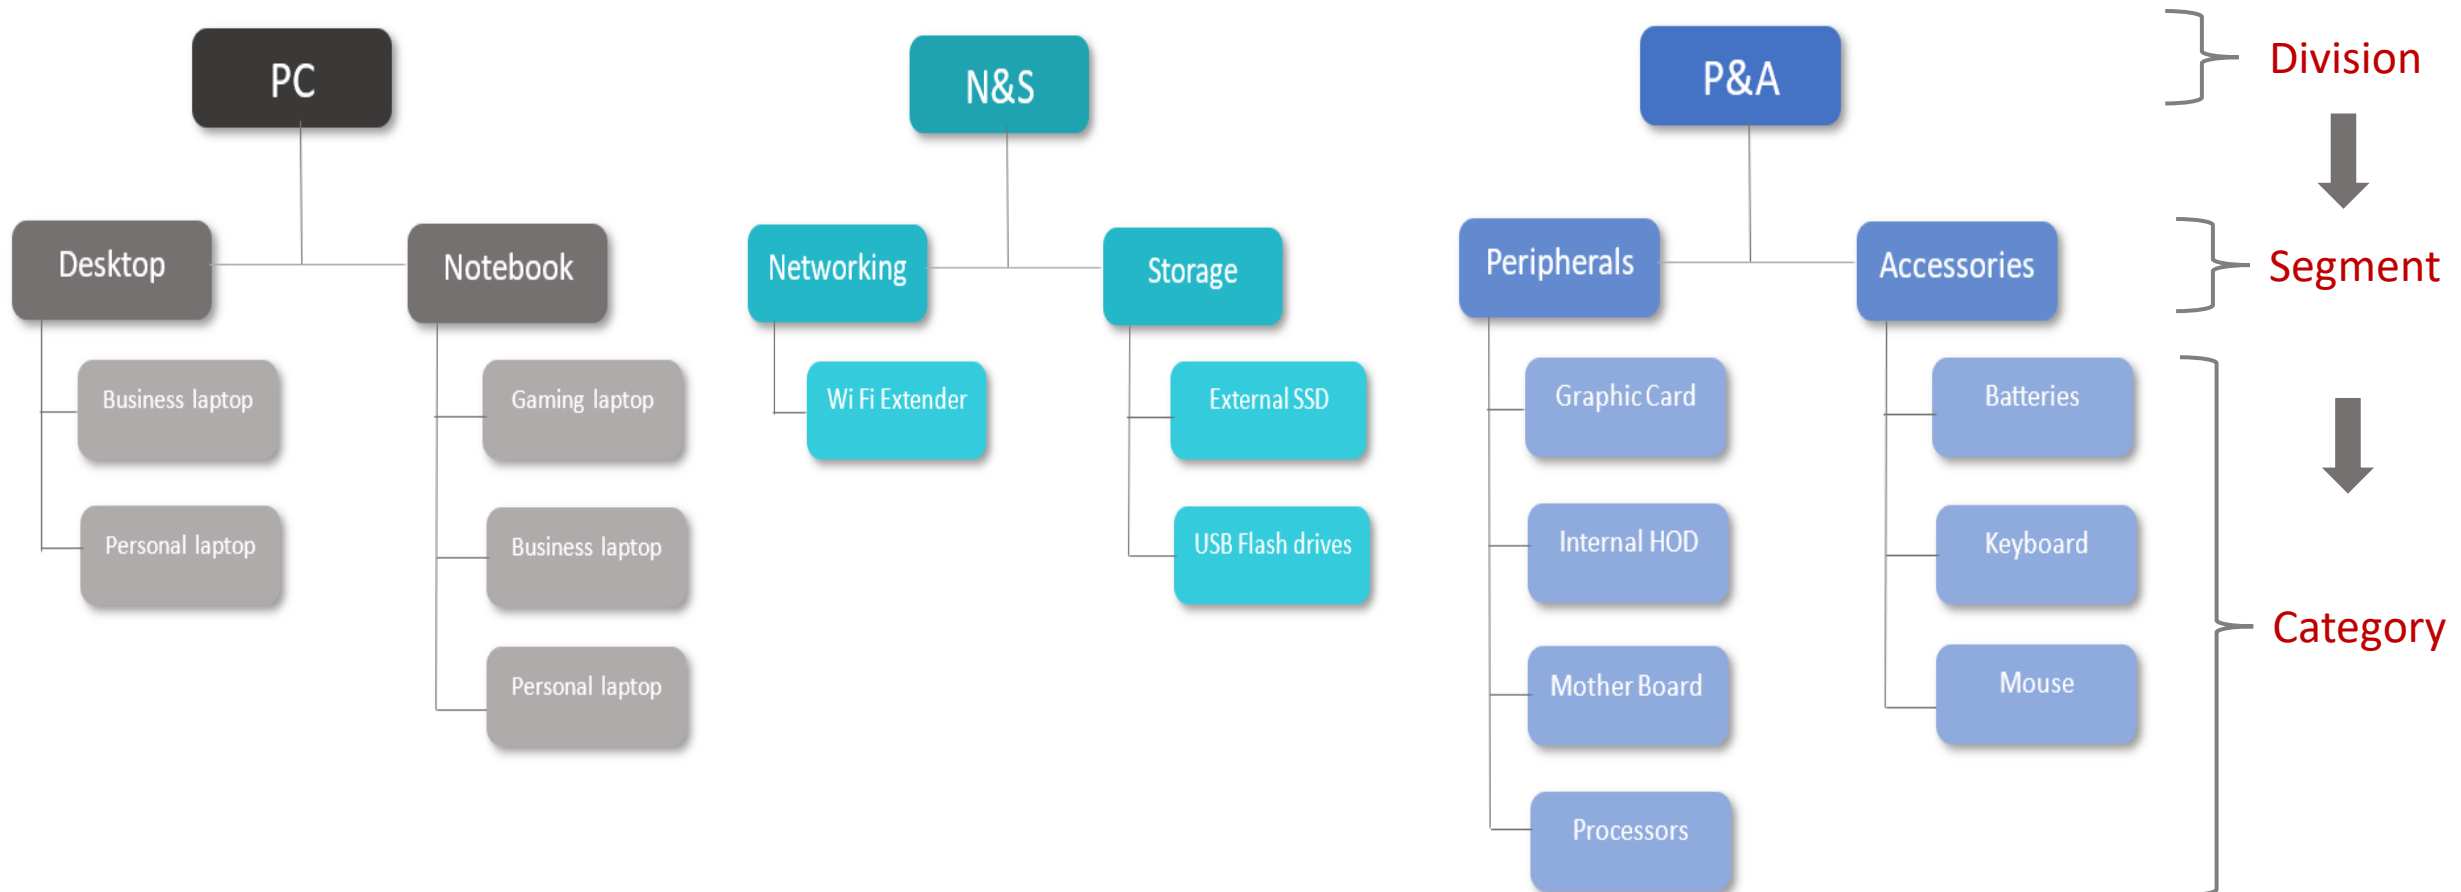 PC
N&S
P&A
Division
Desktop
Notebook
Networking
Storage
Peripherals
Accessories
Segment
Business laptop
Gaming laptop
Wi Fi Extender
External SSD
Graphic Card
Batteries
Personal laptop
Business laptop
USB Flash drives
Internal HOD
Keyboard
Category
Personal laptop
Mother Board
Mouse
Processors